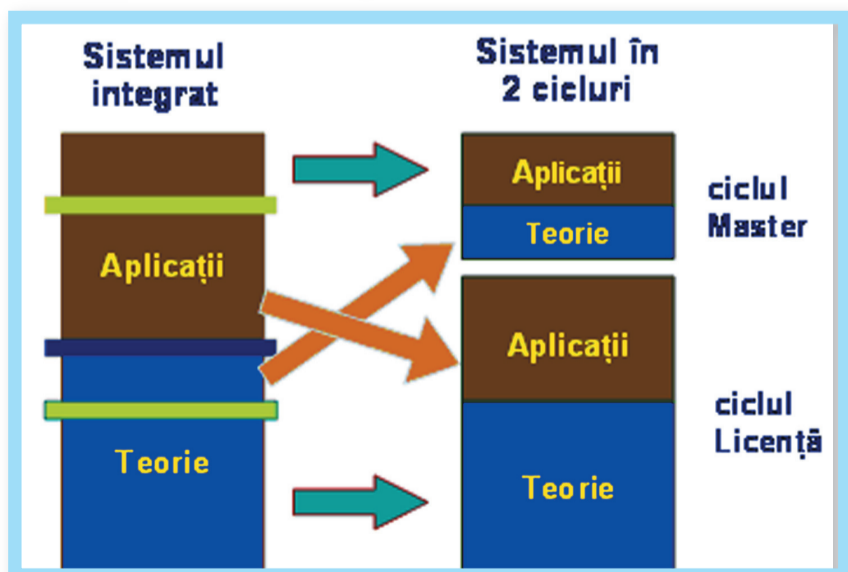 Sistemul
integrat
Aplicații
Teorie
Sistemul în
2 cicluri
Aplicații
Teorie
ciclul
Master
Aplicații
Teorie
ciclul
Licență